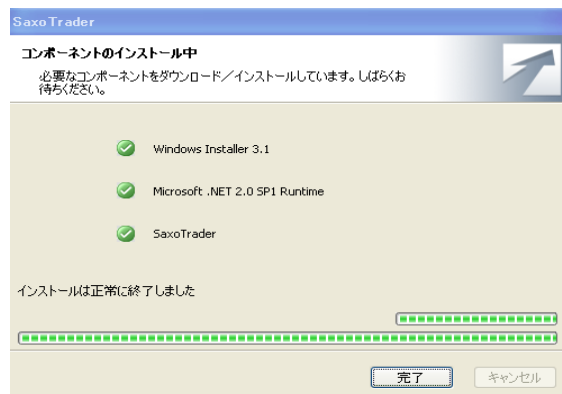 SaxoTrader
コンポーネントのインストール中
必要なコンポーネントをダウンロード／インストールしています。しばらくお
待ちください。
Windows Installer 3.1
Microsoft .NET 2.0 SP1 Runtime
SaxoTrader
インストールは正常に終了しました
完了
キャンセル